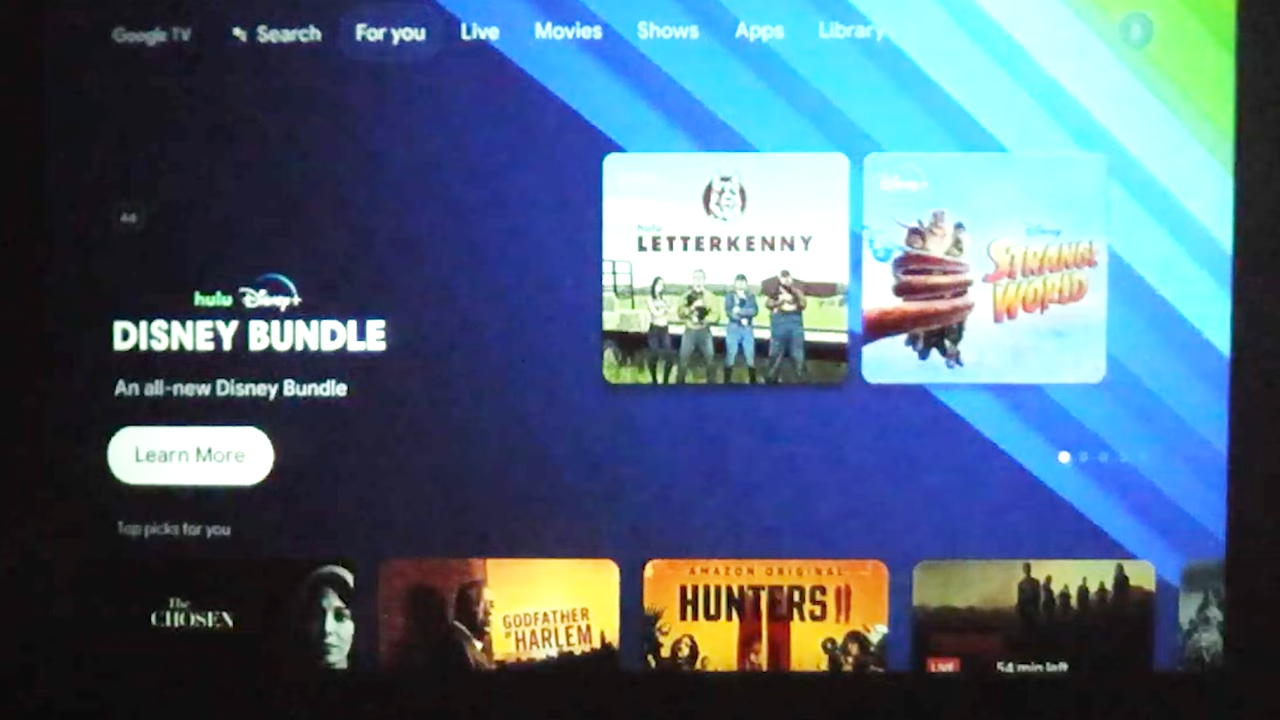 Google TV Search For you Live Movies Shows Apps Library
Ad
hulu
LETTERKENNY
Disney+
Disney
STRANGE
WORLD
hulu Disney+
DISNEY BUNDLE
An all-new Disney Bundle
Learn More
Top picks for you
The
CHOSEN
GODFATHER
OF HARLEM
AMAZON ORIGINAL
HUNTERS II
LIVE 54 min left